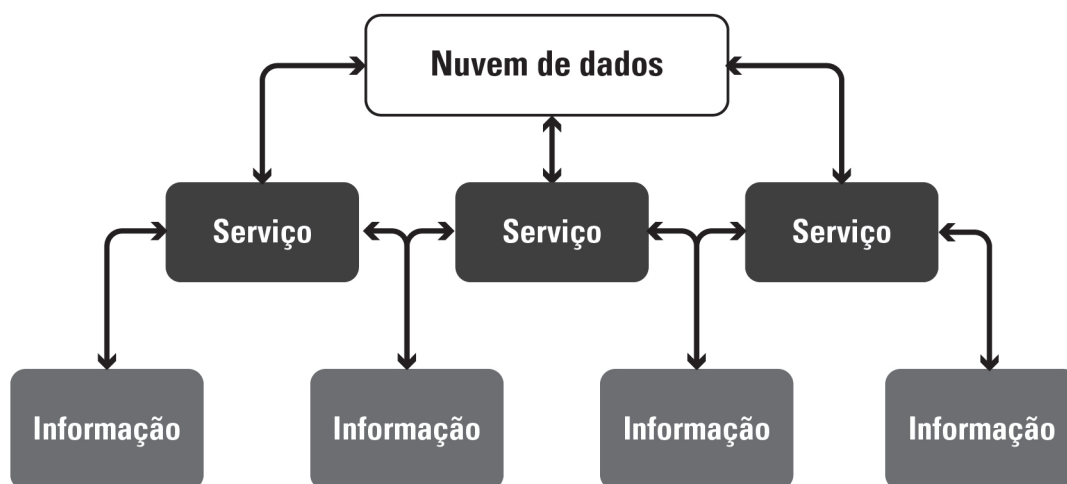 Nuvem de dados
Serviço
Serviço
Serviço
Informação
Informação
Informação
Informação